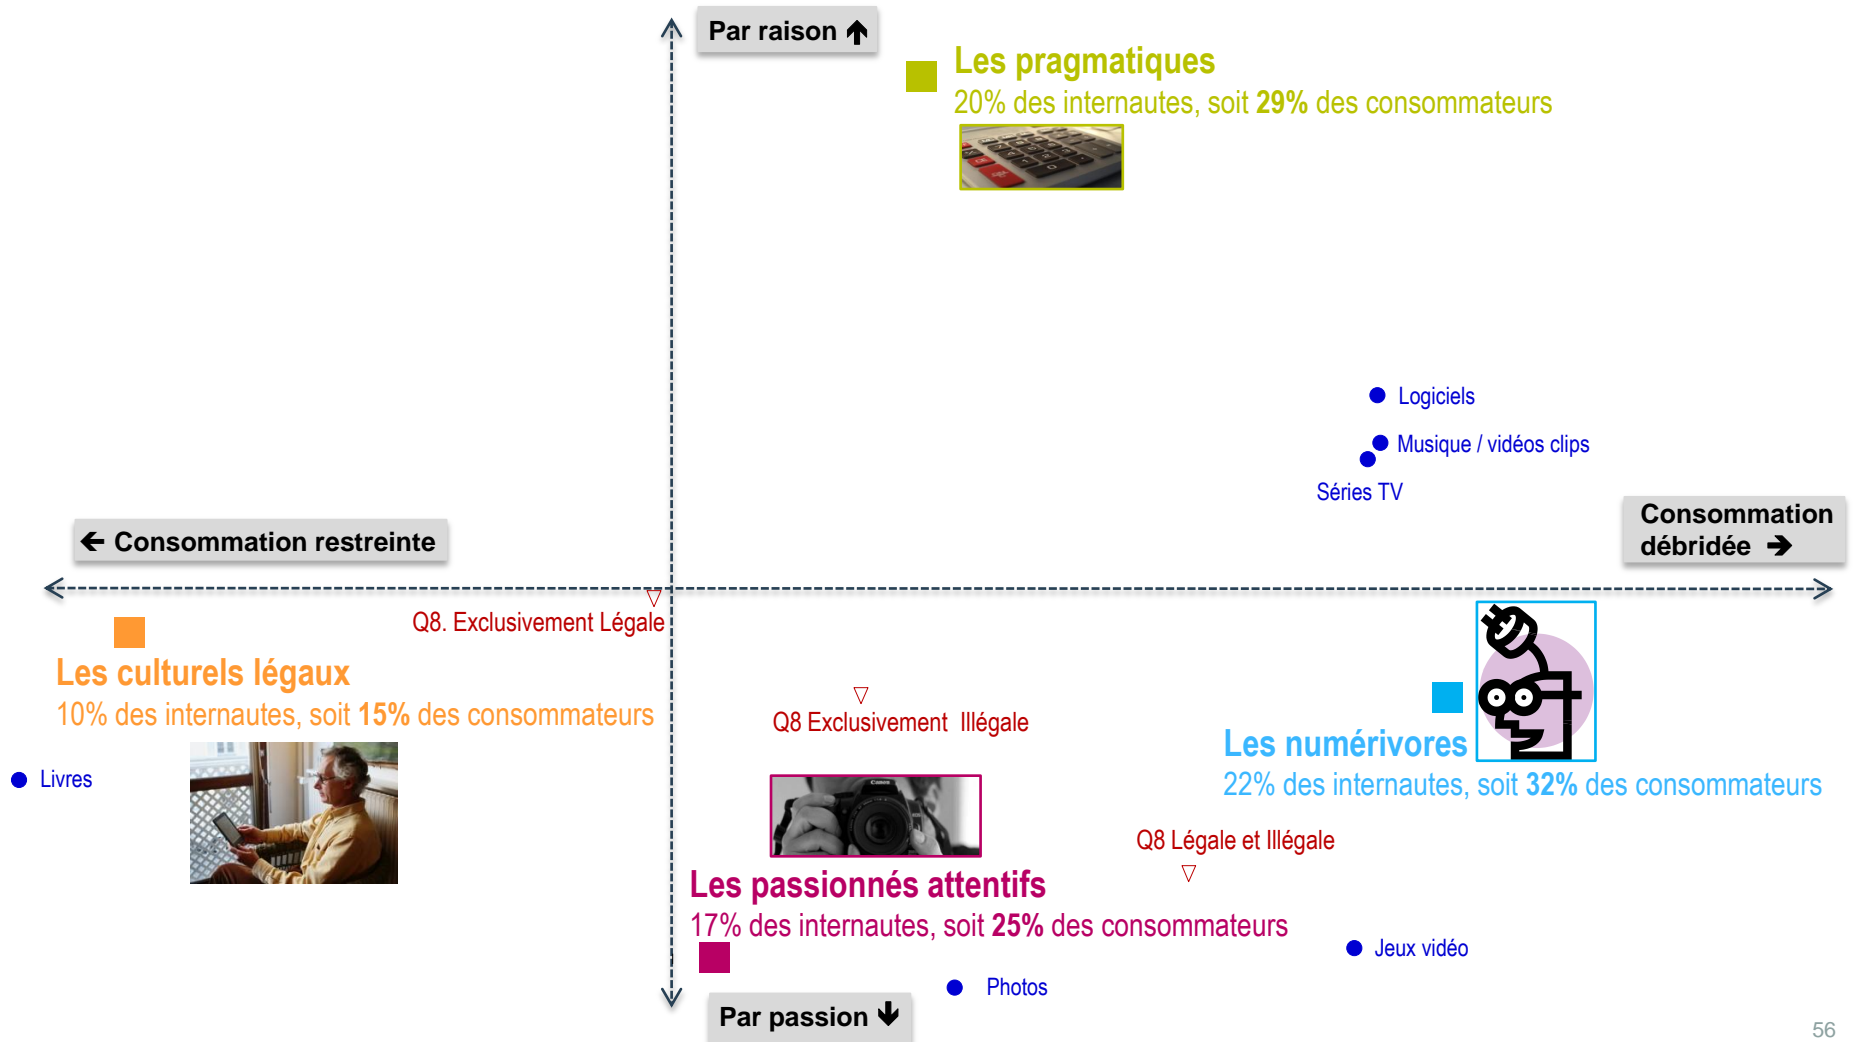 Par raison ↑
Les pragmatiques
20% des internautes, soit 29% des consommateurs
Logiciels
Musique / vidéos clips
Séries TV
← Consommation restreinte
Consommation
débridée →
Q8. Exclusivement Légale
Les culturels légaux
10% des internautes, soit 15% des consommateurs
Q8 Exclusivement Illégale
Les numérivores
22% des internautes, soit 32% des consommateurs
Livres
Canon
Q8 Légale et Illégale
Les passionnés attentifs
17% des internautes, soit 25% des consommateurs
Jeux vidéo
Photos
Par passion ↓
56